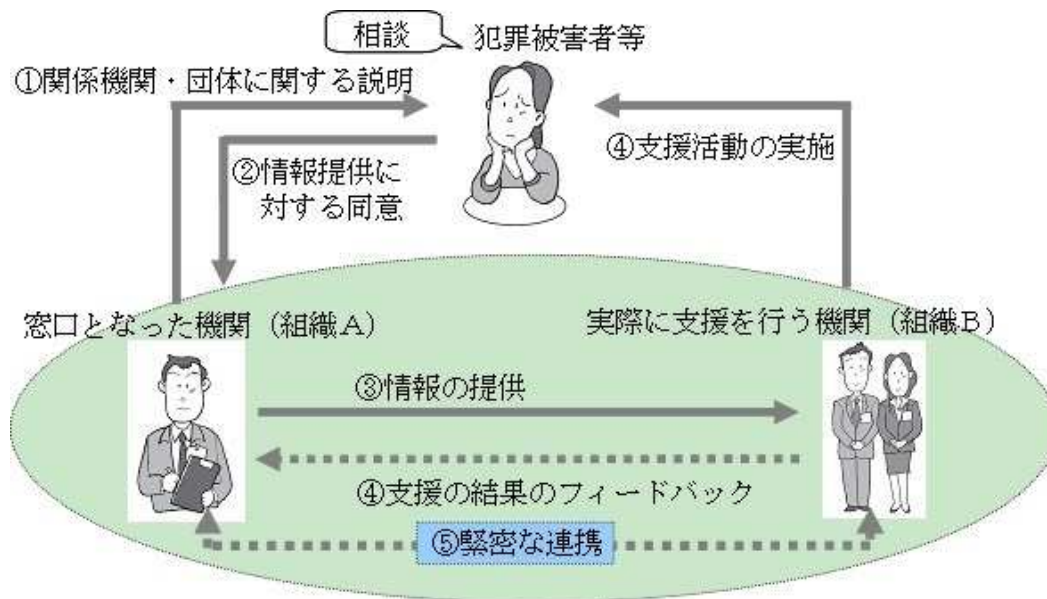 相談
犯罪被害者等
①関係機関・団体に関する説明
②情報提供に
対する同意
④支援活動の実施
窓口となった機関（組織A）
実際に支援を行う機関（組織B）
③情報の提供
④支援の結果のフィードバック
⑤緊密な連携